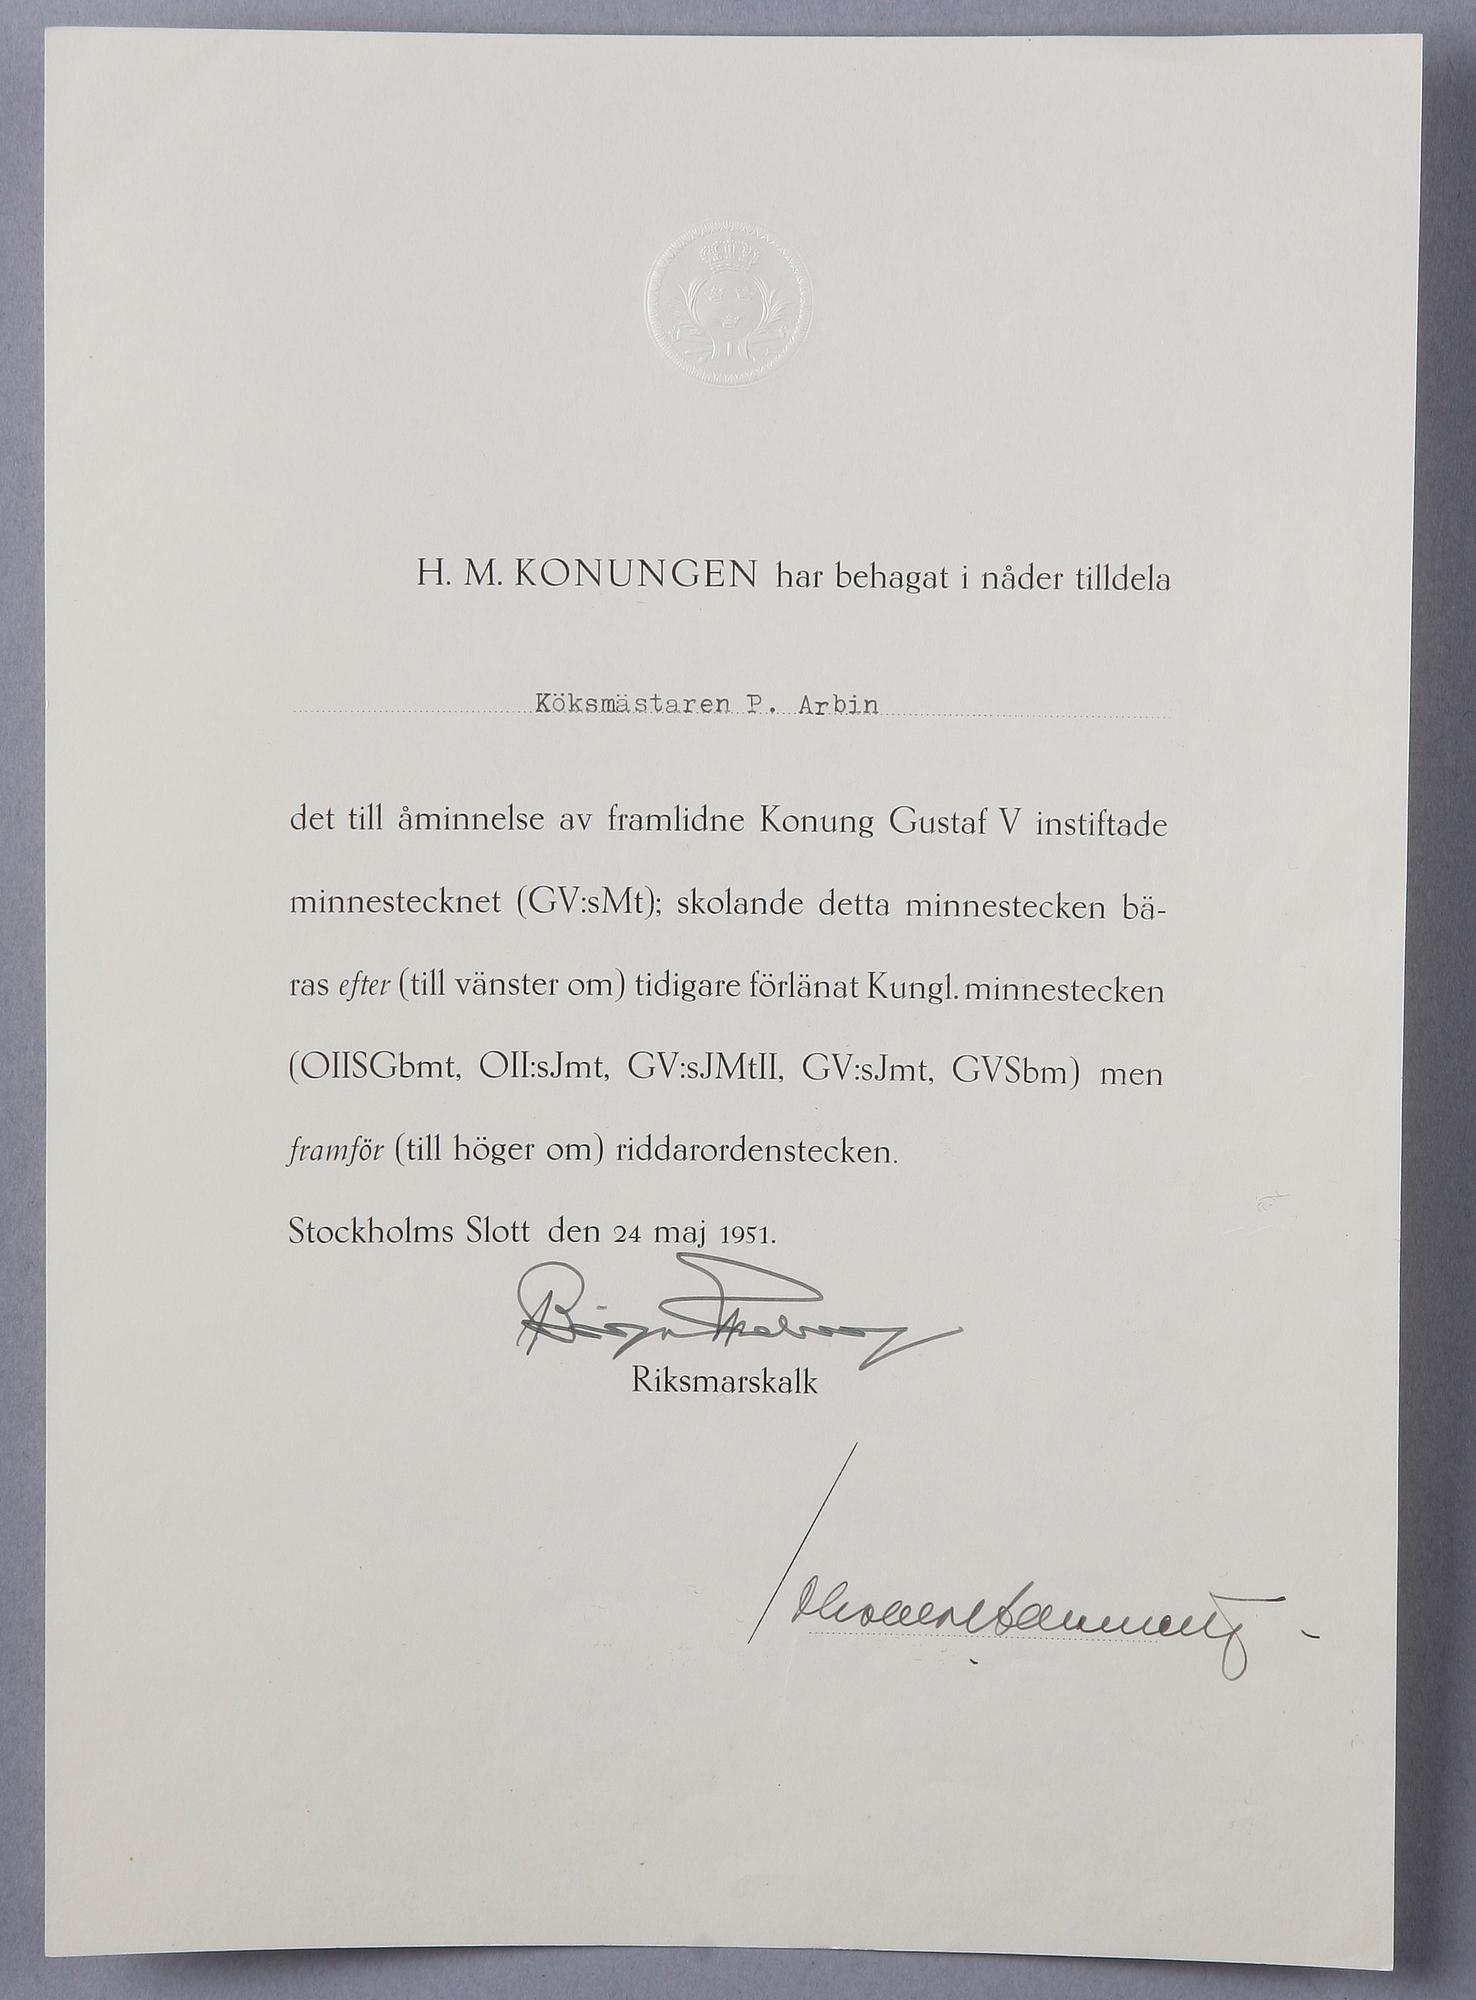 H. M. KONUNGEN har behagat i nåder tilldela
Köksmästaren P. Arbin
det till åminnelse av framlidne Konung Gustaf V instiftade
minnestecknet (GV:sMt); skolande detta minnestecken bä-
ras efter (till vänster om) tidigare förlänat Kungl. minnestecken
(OIISGbmt, OII:sJmt, GV:sJMtII, GV:sJmt, GVSbm) men
framför (till höger om) riddarordenstecken.
Stockholms Slott den 24 maj 1951.
Riksmarskalk